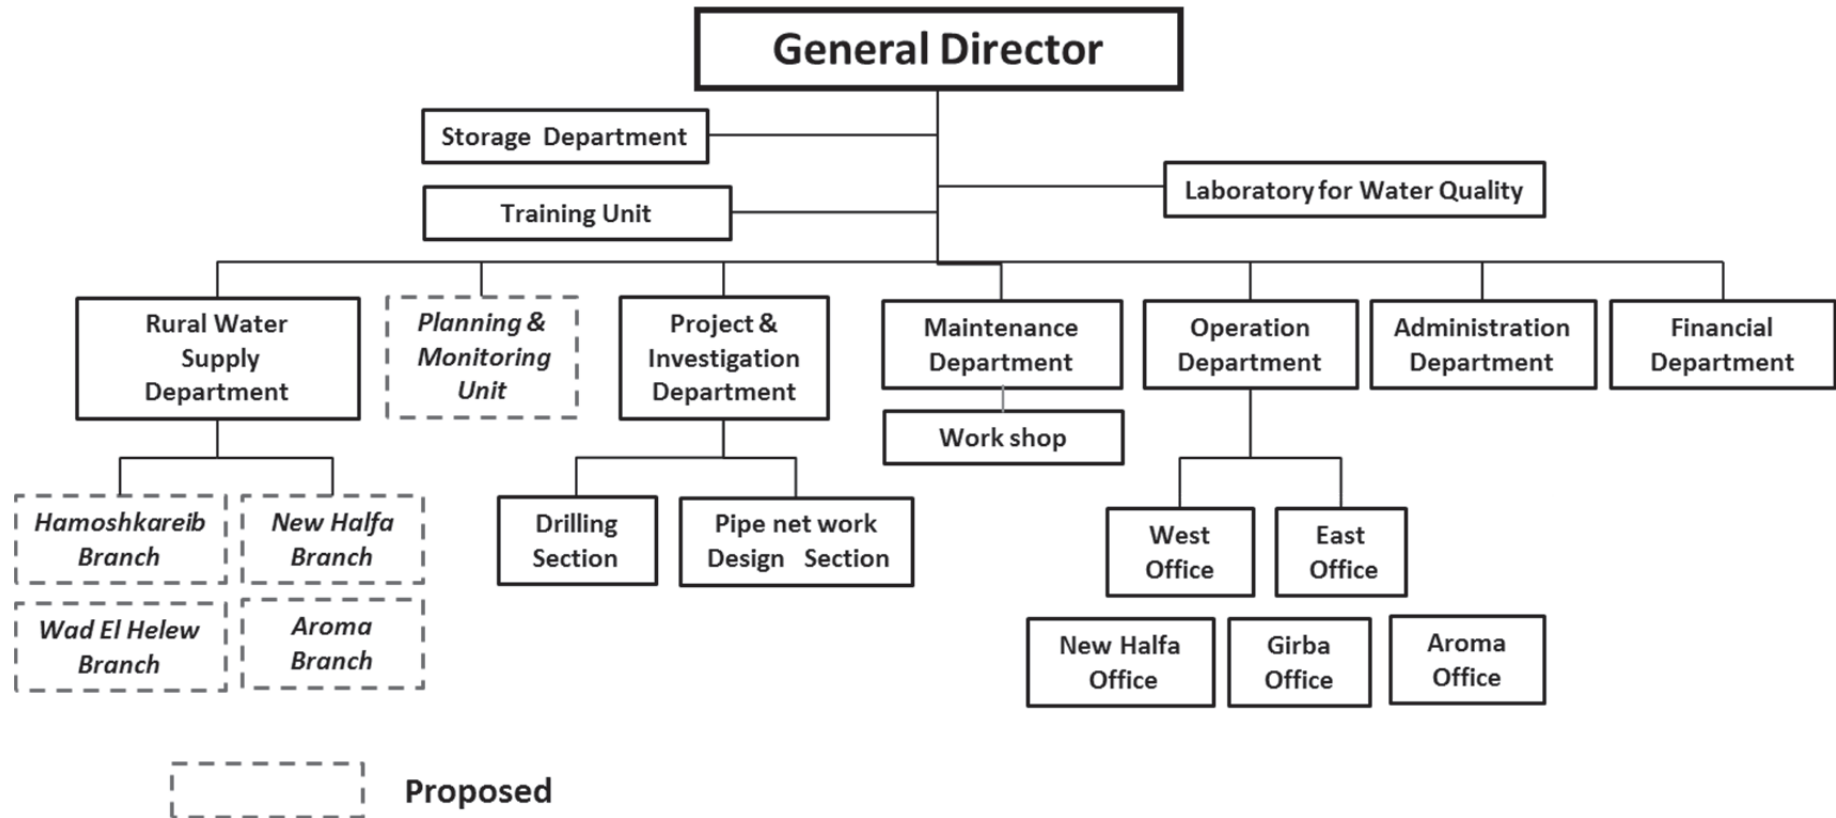 General Director
Storage Department
Laboratory for Water Quality
Training Unit
Rural Water
Supply
Department
Planning &
Monitoring
Unit
Project &
Investigation
Department
Maintenance
Department
Operation
Department
Administration
Department
Financial
Department
Work shop
Hamoshkareib
Branch
New Halfa
Branch
Drilling
Section
Pipe net work
Design Section
West
Office
East
Office
Wad El Helew
Branch
Aroma
Branch
New Halfa
Office
Girba
Office
Aroma
Office
Proposed